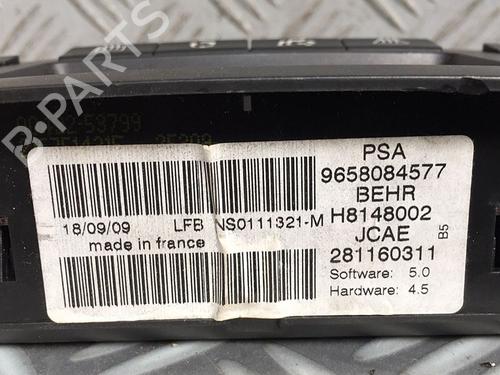 B-PARTS
PSA
9658084577
BEHR
18/09/09 LFB NS0111321-M H8148002
made in france JCAE B5
281160311
Software: 5.0
Hardware: 4.5